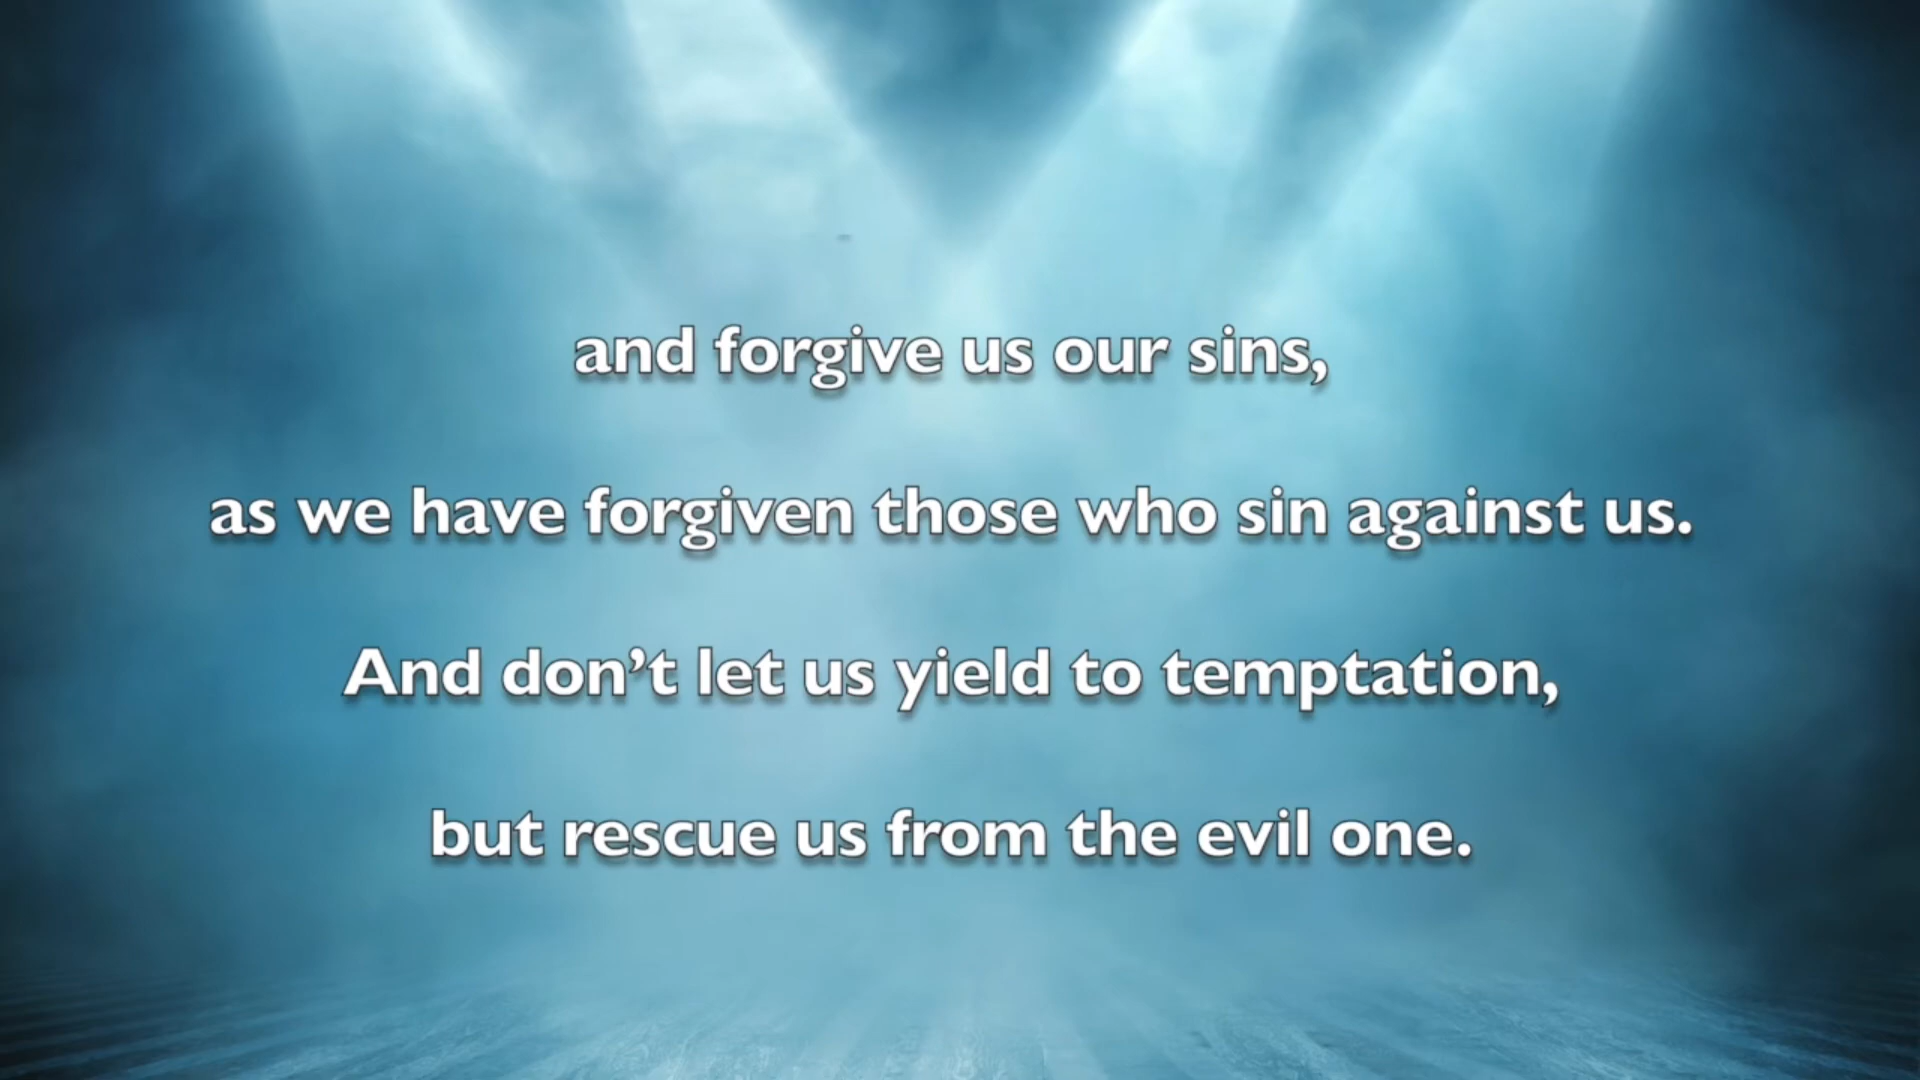 and forgive us our sins,
as we have forgiven those who sin against us.
And don’t let us yield to temptation,
but rescue us from the evil one.